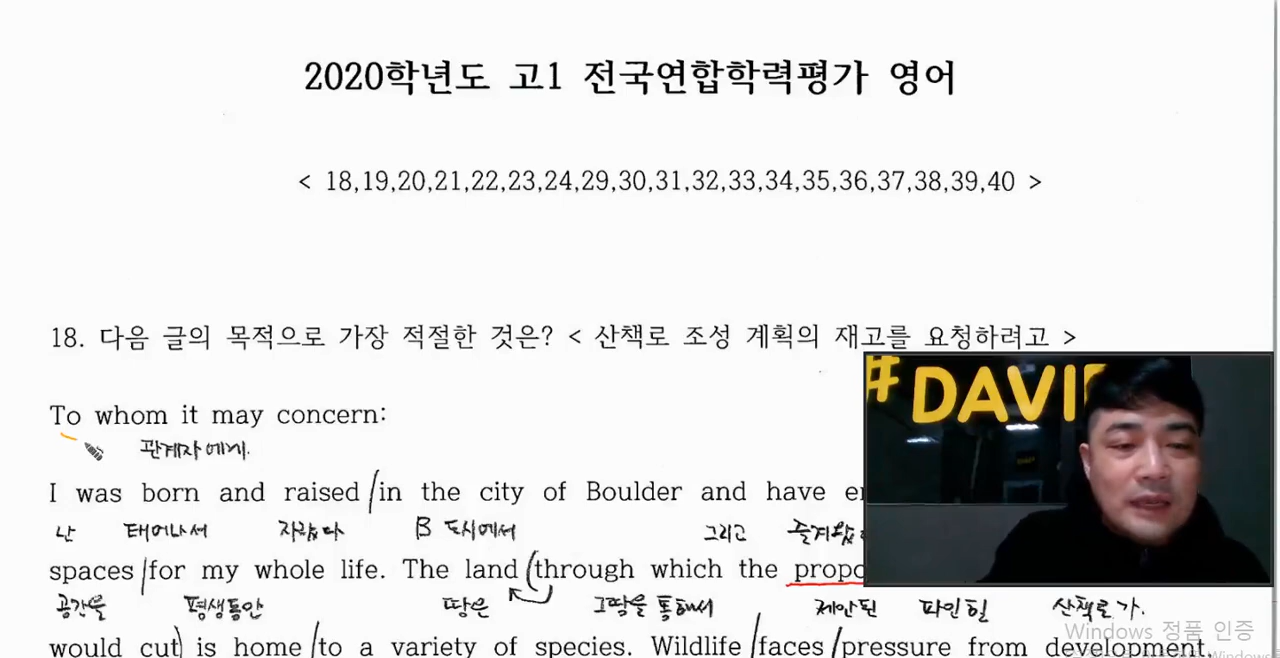 2020학년도 고1 전국연합학력평가 영어
< 18,19,20,21,22,23,24,29,30,31,32,33,34,35,36,37,38,39,40 >
18. 다음 글의 목적으로 가장 적절한 것은? < 산책로 조성 계획의 재고를 요청하려고 >
# DAVI
To whom it may concern:
관계자에게.
I was born and raised / in the city of Boulder and have
난 태어나서 자랐다 B 도시에서 그리고 즐겨왔
spaces / for my whole life. The land (through which the
공간을 평생동안 땅은 그땅을 통해서 제안된 파인힐 산책로가.
would cut) is home / to a variety of species. Wildlife / faces / pressure from development.
Windows 정품 인증